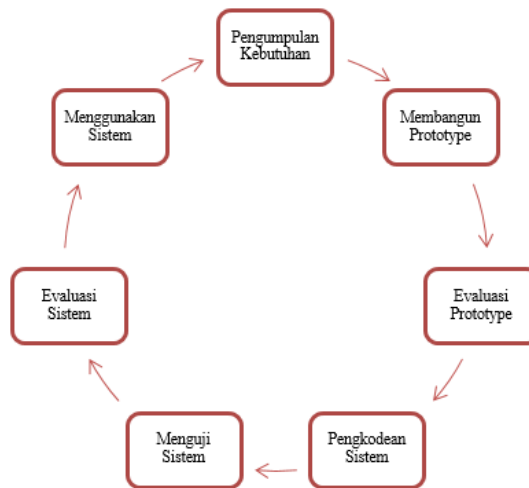 Pengumpulan
Kebutuhan
Membangun
Prototype
Evaluasi
Prototype
Pengkodean
Sistem
Menguji
Sistem
Evaluasi
Sistem
Menggunakan
Sistem